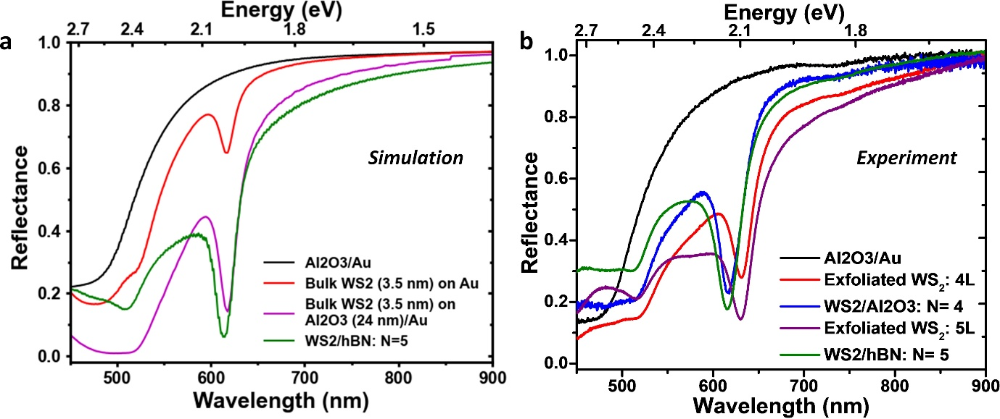 a
Energy (eV)
2.7 2.4 2.1 1.8 1.5
1.0
0.8
0.6
0.4
0.2
0.0
Reflectance
Simulation
Al2O3/Au
Bulk WS2 (3.5 nm) on Au
Bulk WS2 (3.5 nm) on
Al2O3 (24 nm)/Au
WS2/hBN: N=5
500 600 700 800 900
Wavelength (nm)
b
Energy (eV)
2.7 2.4 2.1 1.8
1.0
0.8
0.6
0.4
0.2
0.0
Reflectance
Experiment
Al2O3/Au
Exfoliated WS₂: 4L
WS2/Al2O3: N= 4
Exfoliated WS₂: 5L
WS2/hBN: N= 5
500 600 700 800 900
Wavelength (nm)